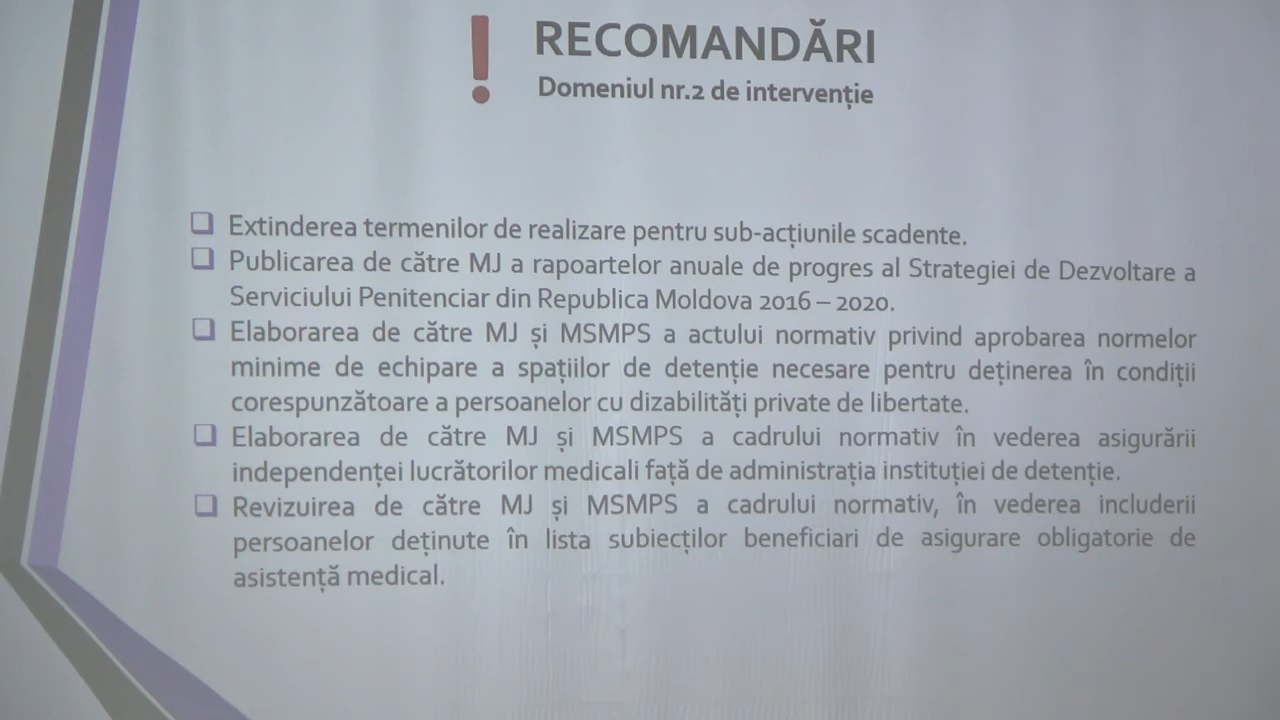 RECOMANDĂRI
Domeniul nr.2 de intervenție
Extinderea termenilor de realizare pentru sub-acțiunile scadente.
Publicarea de către MJ a rapoartelor anuale de progres al Strategiei de Dezvoltare a
Serviciului Penitenciar din Republica Moldova 2016 – 2020.
Elaborarea de către MJ și MSMPS a actului normativ privind aprobarea normelor
minime de echipare a spațiilor de detenție necesare pentru deținerea în condiții
corespunzătoare a persoanelor cu dizabilități private de libertate.
Elaborarea de către MJ și MSMPS a cadrului normativ în vederea asigurării
independenței lucrătorilor medicali față de administrația instituției de detenție.
Revizuirea de către MJ și MSMPS a cadrului normativ, în vederea includerii
persoanelor deținute în lista subiecților beneficiari de asigurare obligatorie de
asistență medical.